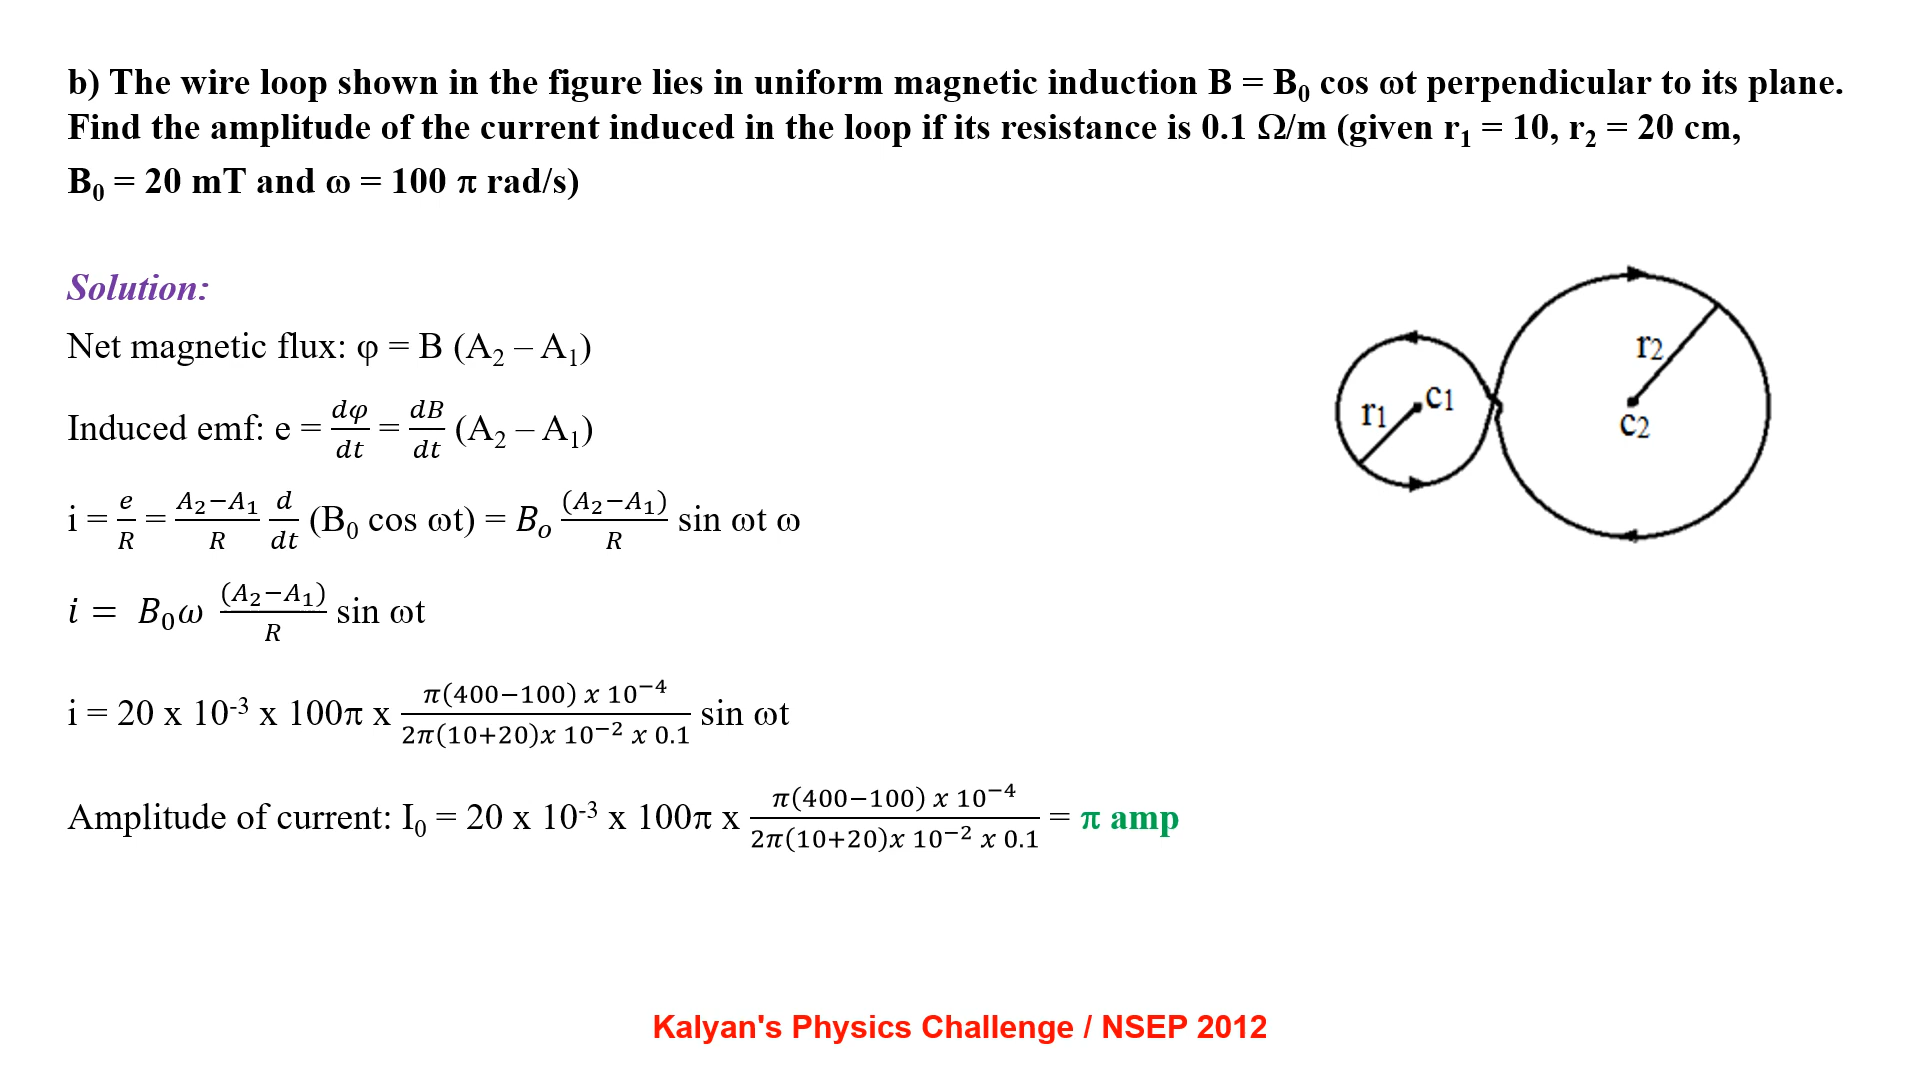 b) The wire loop shown in the figure lies in uniform magnetic induction B = B₀ cos ωt perpendicular to its plane.
Find the amplitude of the current induced in the loop if its resistance is 0.1 Ω/m (given r₁ = 10, r₂ = 20 cm,
B₀ = 20 mT and ω = 100 π rad/s)
Solution:
Net magnetic flux: φ = B (A₂ – A₁)
Induced emf: e = dφ/dt = dB/dt (A₂ – A₁)
i = e/R = A₂−A₁/R d/dt (B₀ cos ωt) = Bₒ (A₂−A₁)/R sin ωt ω
i = B₀ω (A₂−A₁)/R sin ωt
i = 20 x 10⁻³ x 100π x π(400−100) x 10⁻⁴/2π(10+20)x 10⁻² x 0.1 sin ωt
Amplitude of current: I₀ = 20 x 10⁻³ x 100π x π(400−100) x 10⁻⁴/2π(10+20)x 10⁻² x 0.1 = π amp
r1
c1
r2
c2
Kalyan's Physics Challenge / NSEP 2012